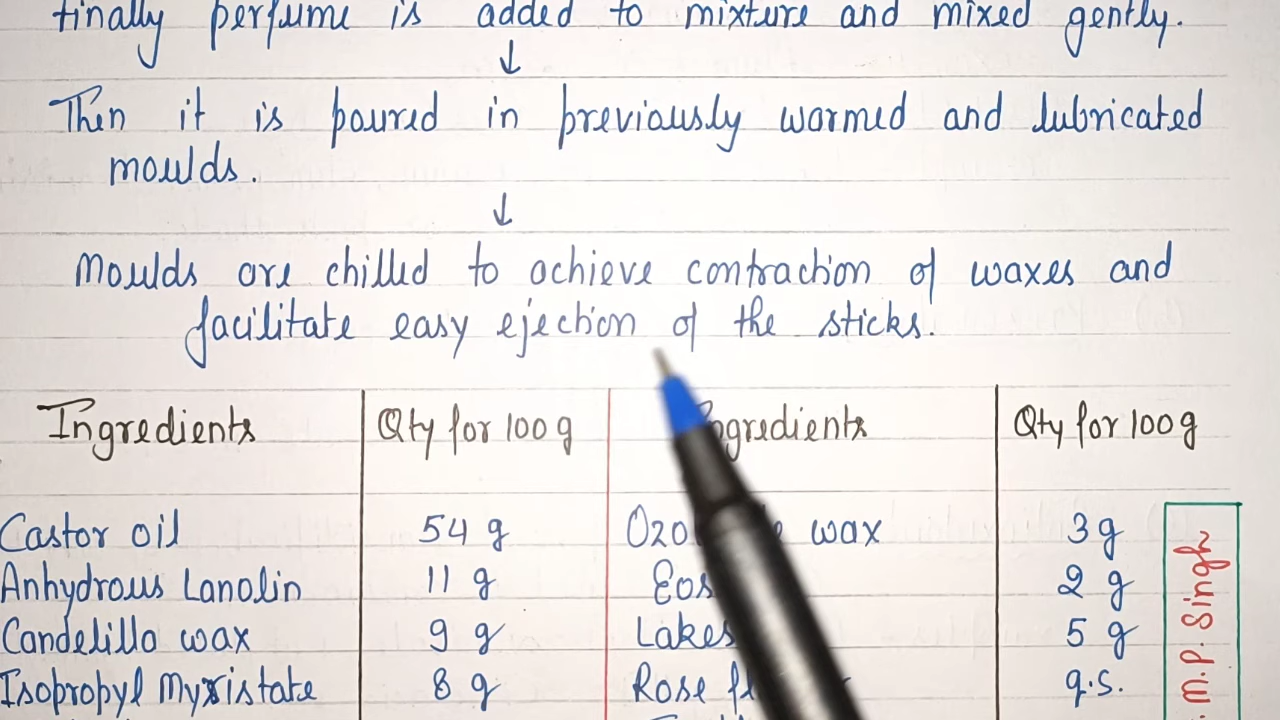 finally perfume is added to mixture and mixed gently.
↓
Then it is poured in previously warmed and lubricated
moulds.
↓
Moulds are chilled to achieve contraction of waxes and
facilitate easy ejection of the sticks.
Ingredients Qty for 100 g Ingredients Qty for 100 g
Castor oil 54 g wax 3 g
Anhydrous Lanolin 11 g 2 g
Candelilla wax 9 g Lakes 5 g
Isopropyl Myristate 8 g Rose q.s.
M.P. Singh